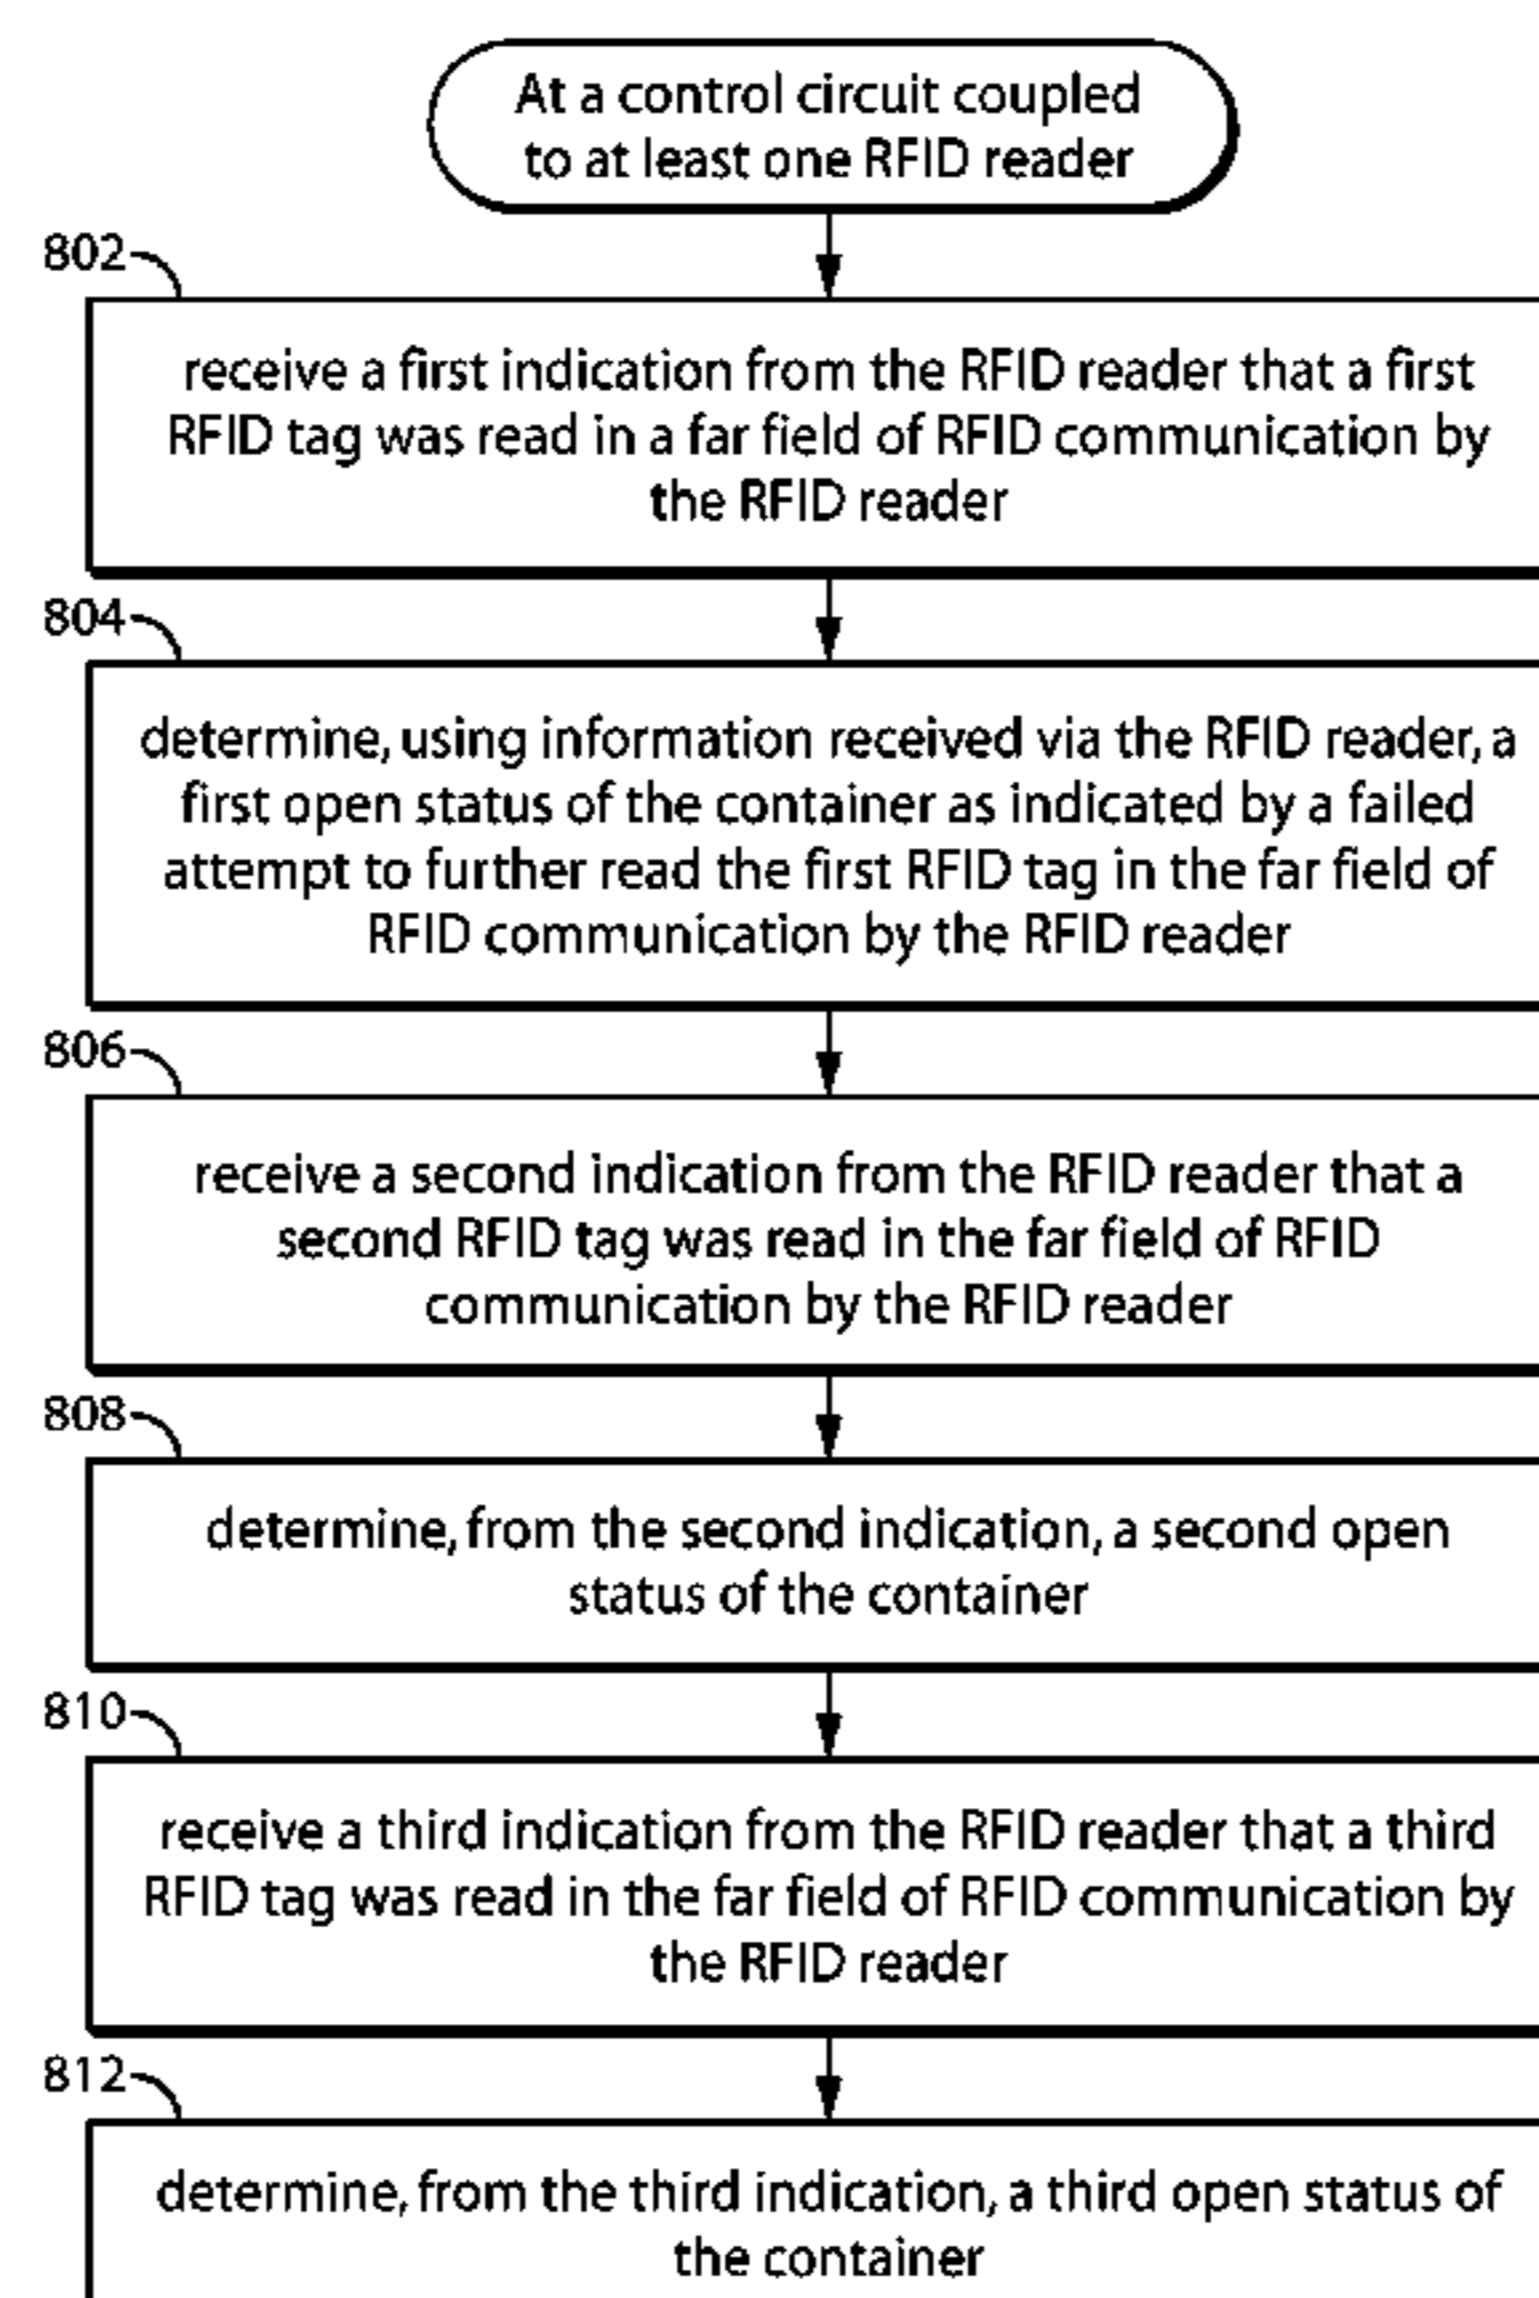 At a control circuit coupled
to at least one RFID reader
802
receive a first indication from the RFID reader that a first
RFID tag was read in a far field of RFID communication by
the RFID reader
804
determine, using information received via the RFID reader, a
first open status of the container as indicated by a failed
attempt to further read the first RFID tag in the far field of
RFID communication by the RFID reader
806
receive a second indication from the RFID reader that a
second RFID tag was read in the far field of RFID
communication by the RFID reader
808
determine, from the second indication, a second open
status of the container
810
receive a third indication from the RFID reader that a third
RFID tag was read in the far field of RFID communication by
the RFID reader
812
determine, from the third indication, a third open status of
the container